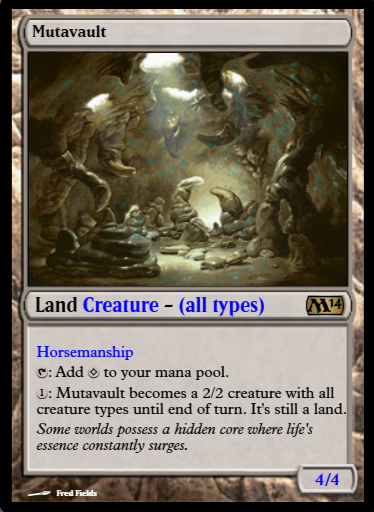 Mutavault
Land Creature – (all types)
M14
Horsemanship
: Add to your mana pool.
1: Mutavault becomes a 2/2 creature with all
creature types until end of turn. It's still a land.
Some worlds possess a hidden core where life's
essence constantly surges.
4/4
Fred Fields